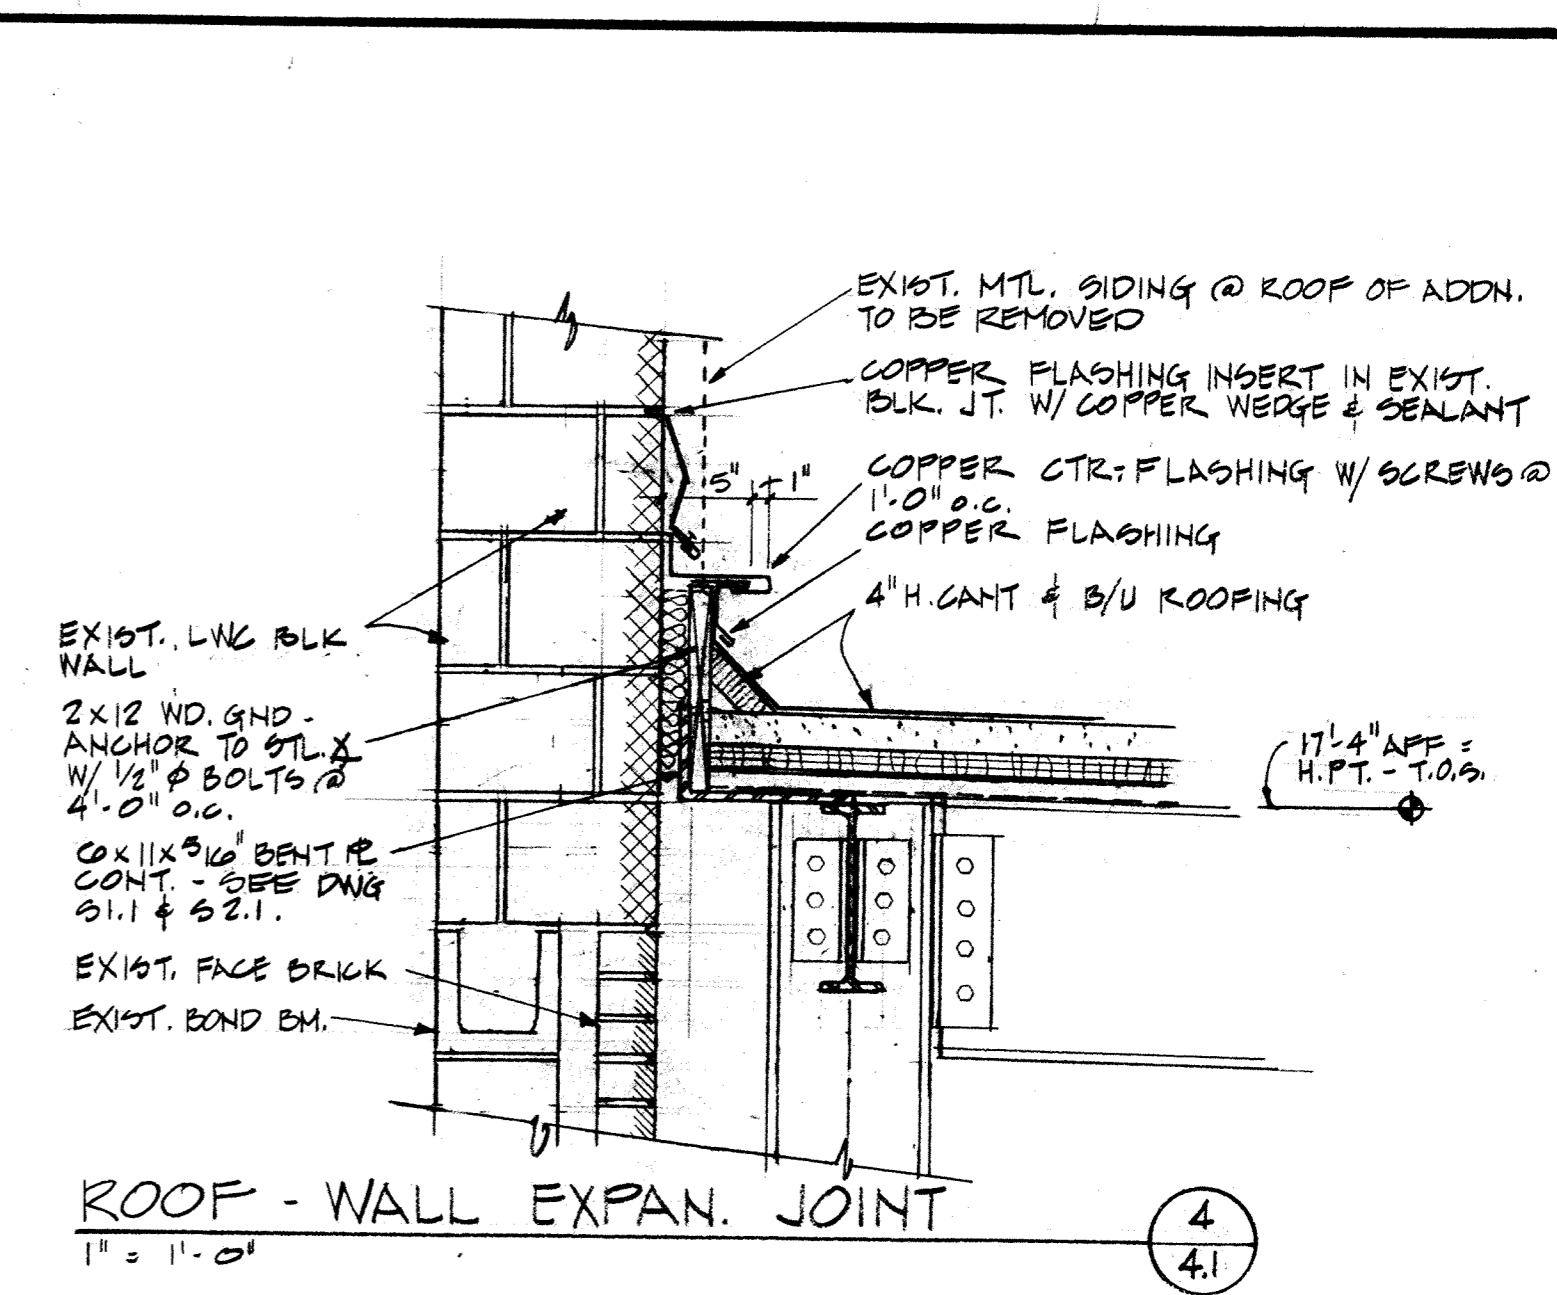 EXIST. MTL. SIDING @ ROOF OF ADDN.
TO BE REMOVED
COPPER FLASHING INSERT IN EXIST.
BLK. JT. W/ COPPER WEDGE & SEALANT
5" 1"
COPPER CTR-FLASHING W/ SCREWS @
1'-0" o.c.
COPPER FLASHING
4" H. CANT & B/U ROOFING
EXIST. LWC BLK
WALL
2x12 WD. GND -
ANCHOR TO STL.
W/ 1/2" Φ BOLTS @
4'-0" o.c.
6x11x5/16" BENT PL
CONT. - SEE DWG
S1.1 & S2.1.
EXIST. FACE BRICK
EXIST. BOND BM.
17'-4" AFF =
H. PT. - T.O.S.
ROOF - WALL EXPAN. JOINT
1" = 1'-0"
4
4.1